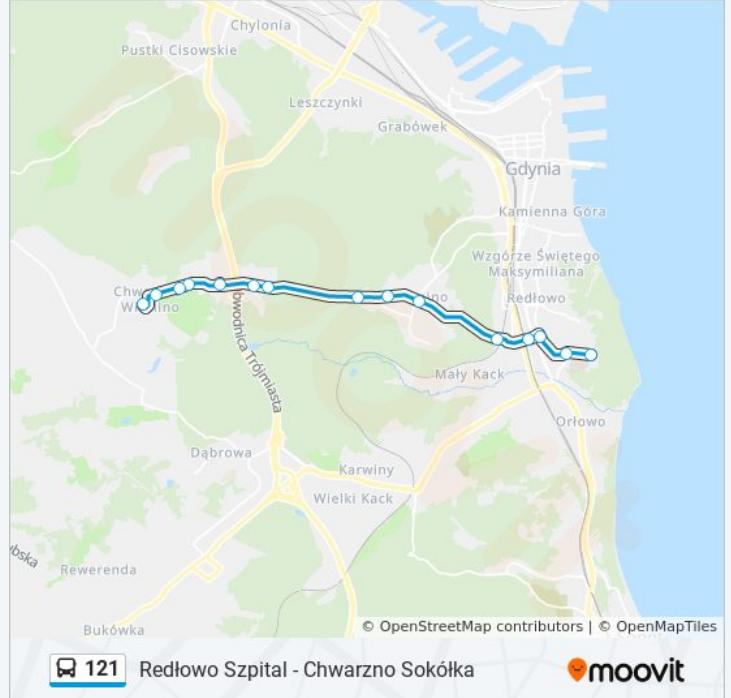 Chylonia
Pustki Cisowskie
Leszczynki
Grabówek
Gdynia
Kamienna Góra
Wzgórze Świętego
Maksymiliana
Redłowo
Obwodnica Trójmiasta
Mały Kack
Orłowo
Dąbrowa
Karwiny
Wielki Kack
Rewerenda
Bukówka
© OpenStreetMap contributors | © OpenMapTiles
121 Redłowo Szpital - Chwarzno Sokółka
moovit